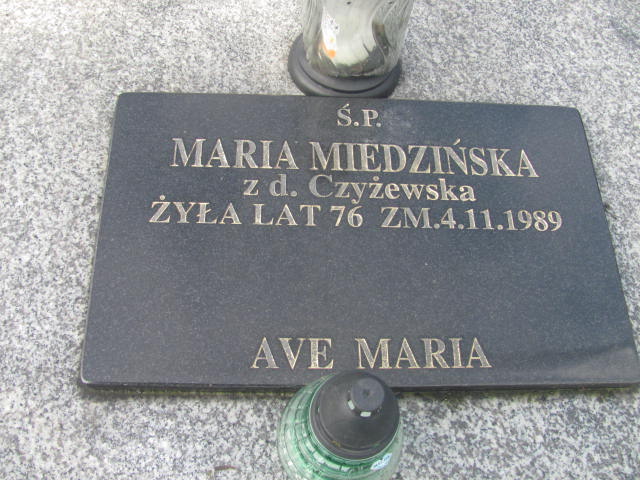 Ś.P.
MARIA MIEDZIŃSKA
z d. Czyżewska
ŻYŁA LAT 76 ZM.4.11.1989
AVE MARIA